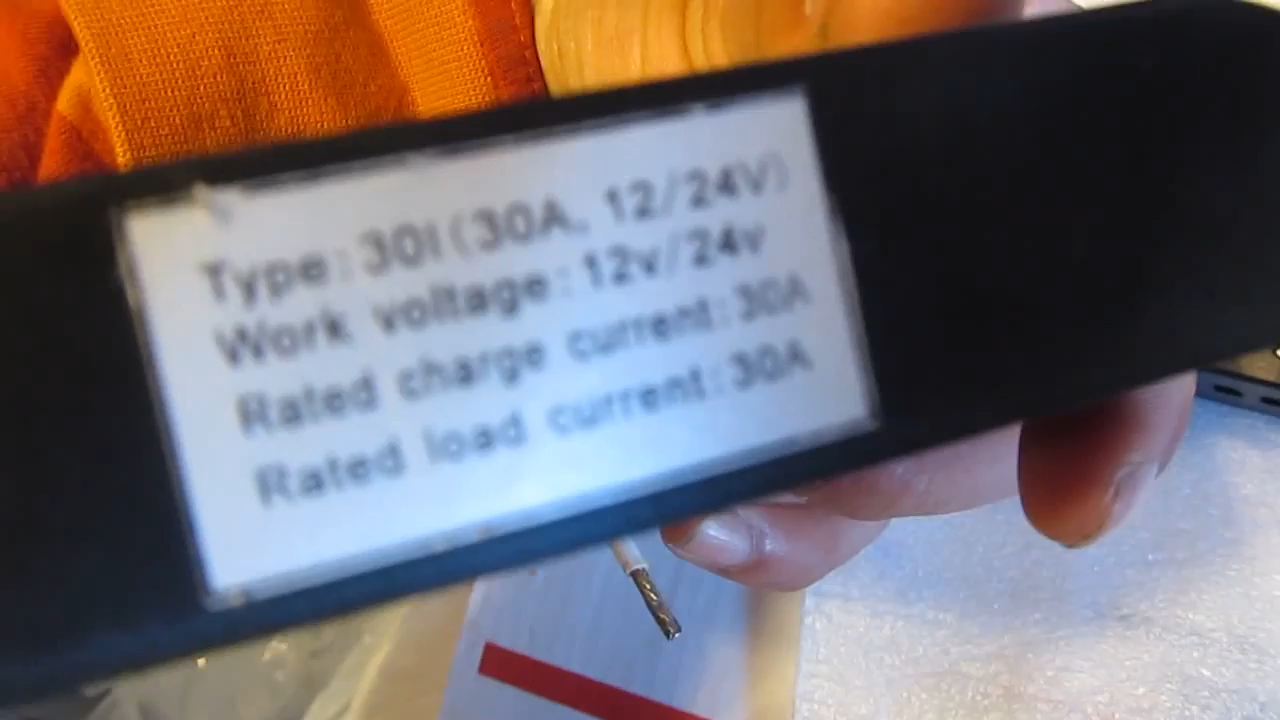 Type: 30I(30A, 12/24V)
Work voltage: 12v/24v
Rated charge current: 30A
Rated load current: 30A